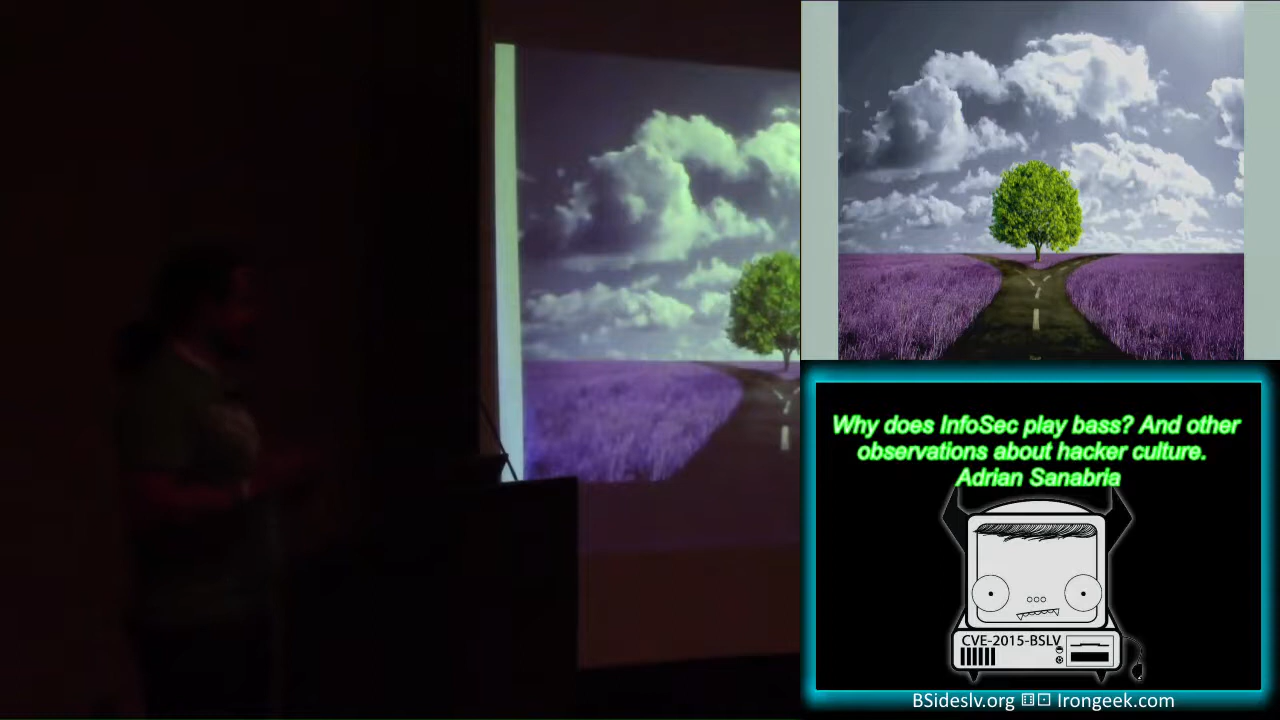 Why does InfoSec play bass? And other
observations about hacker culture.
Adrian Sanabria
CVE-2015-BSLV
BSideslv.org ⚅⚀ Irongeek.com